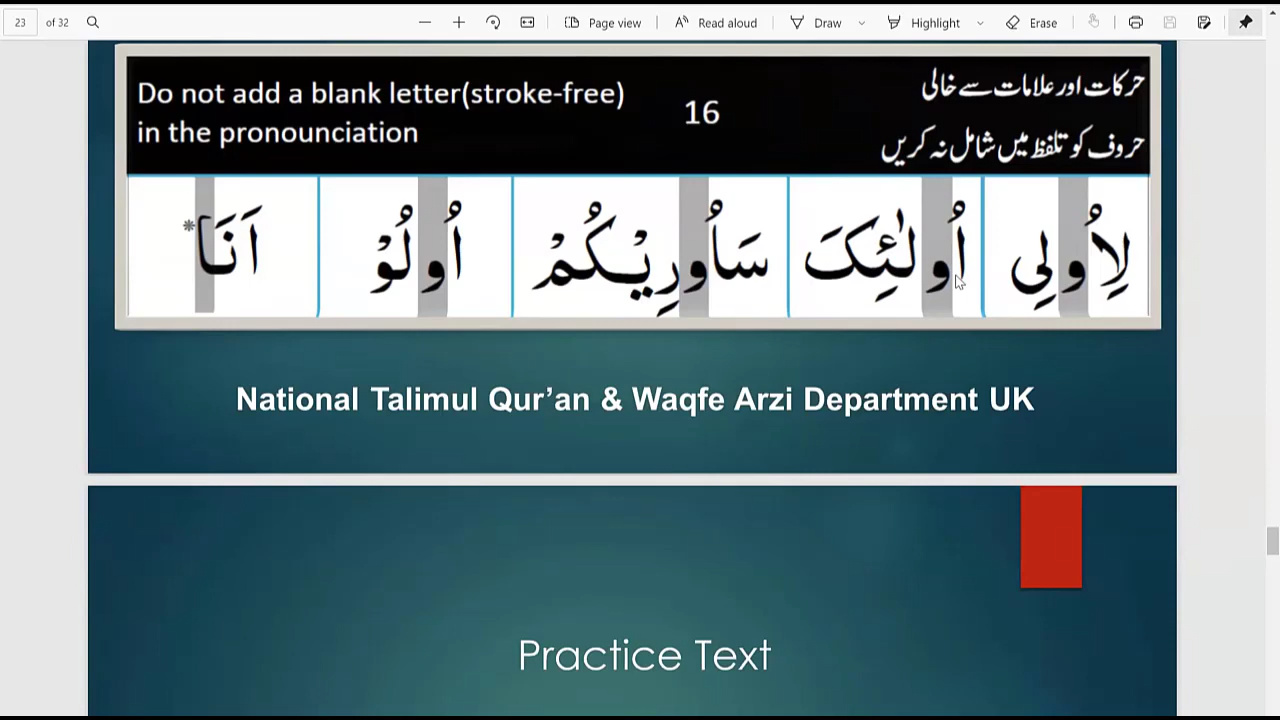 23 of 32 Page view Read aloud Draw Highlight Erase
Do not add a blank letter(stroke-free)
in the pronounciation
16
حرکات اور علامات سے خالی
حروف کو تلفظ میں شامل نہ کریں
لِاُولِی اُولٰئِکَ سَاُورِیْکُمْ اُولُوْ اَنَا*
National Talimul Qur’an & Waqfe Arzi Department UK
Practice Text